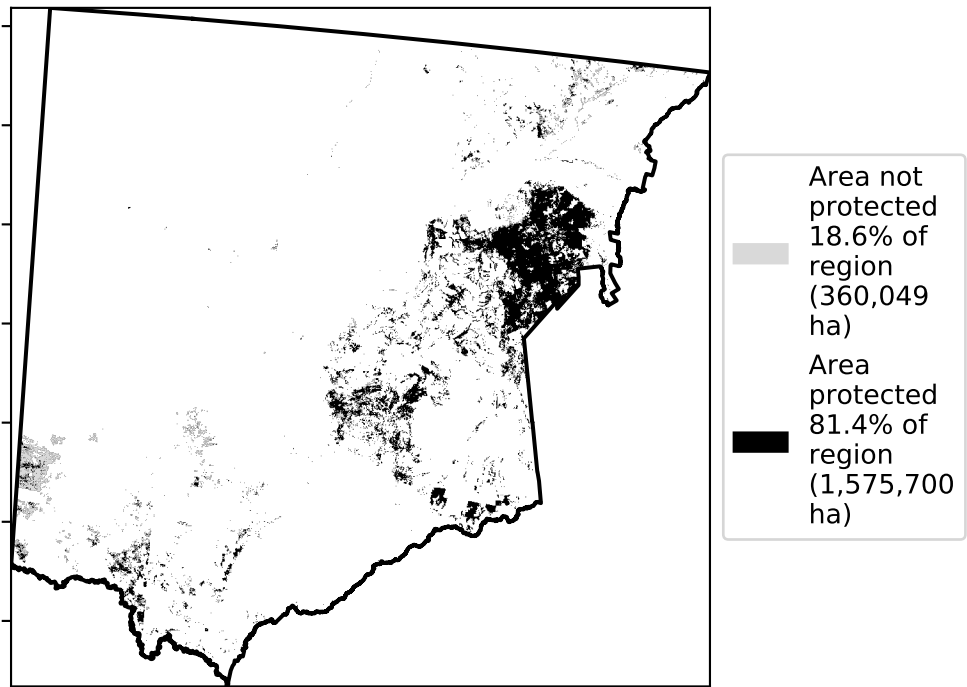 Area not
protected
18.6% of
region
(360,049
ha)
Area
protected
81.4% of
region
(1,575,700
ha)